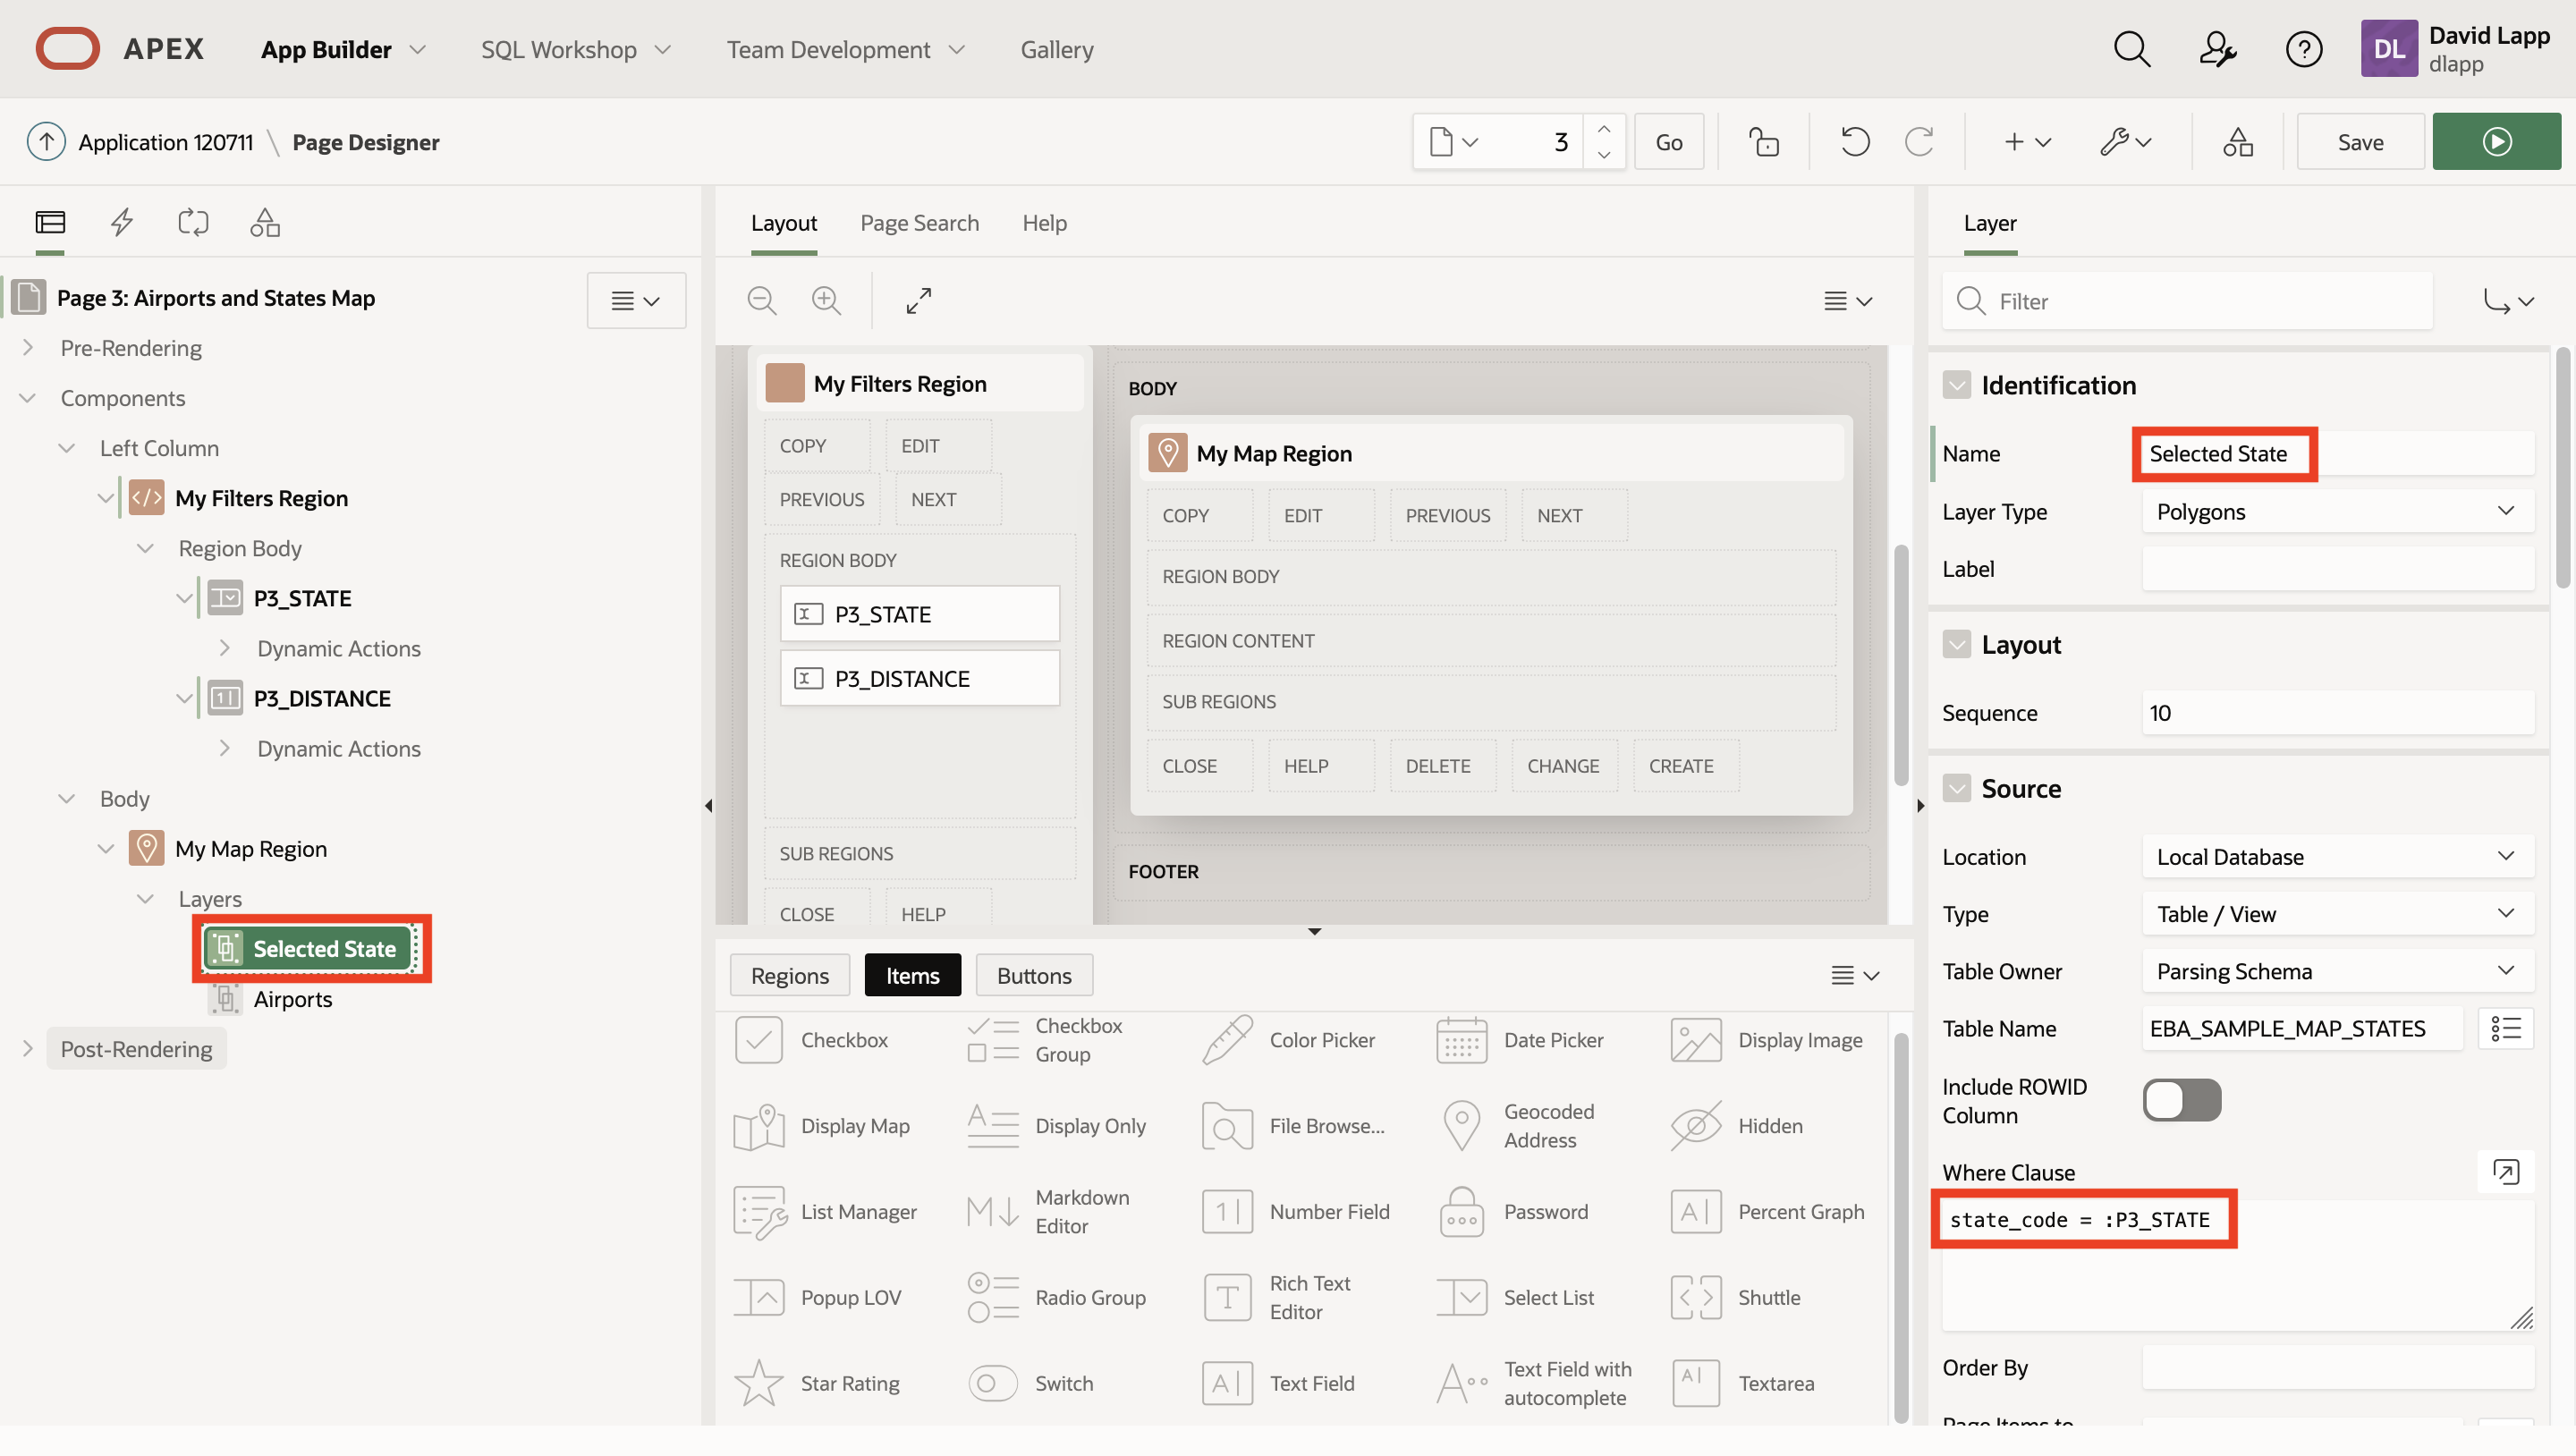 APEX App Builder SQL Workshop Team Development Gallery DL David Lapp
dlapp
Application 120711 \ Page Designer 3 Go Save
Page 3: Airports and States Map
Pre-Rendering
Components
Left Column
My Filters Region
Region Body
P3_STATE
Dynamic Actions
P3_DISTANCE
Dynamic Actions
Body
My Map Region
Layers
Selected State
Airports
Post-Rendering
Layout Page Search Help
My Filters Region
COPY EDIT
PREVIOUS NEXT
REGION BODY
P3_STATE
P3_DISTANCE
SUB REGIONS
CLOSE HELP
BODY
My Map Region
COPY EDIT PREVIOUS NEXT
REGION BODY
REGION CONTENT
SUB REGIONS
CLOSE HELP DELETE CHANGE CREATE
FOOTER
Regions Items Buttons
Checkbox Checkbox Group Color Picker Date Picker Display Image
Display Map Display Only File Browse... Geocoded Address Hidden
List Manager Markdown Editor Number Field Password Percent Graph
Popup LOV Radio Group Rich Text Editor Select List Shuttle
Star Rating Switch Text Field Text Field with autocomplete Textarea
Layer
Filter
Identification
Name Selected State
Layer Type Polygons
Label
Layout
Sequence 10
Source
Location Local Database
Type Table / View
Table Owner Parsing Schema
Table Name EBA_SAMPLE_MAP_STATES
Include ROWID
Column
Where Clause
state_code = :P3_STATE
Order By
Page Items to